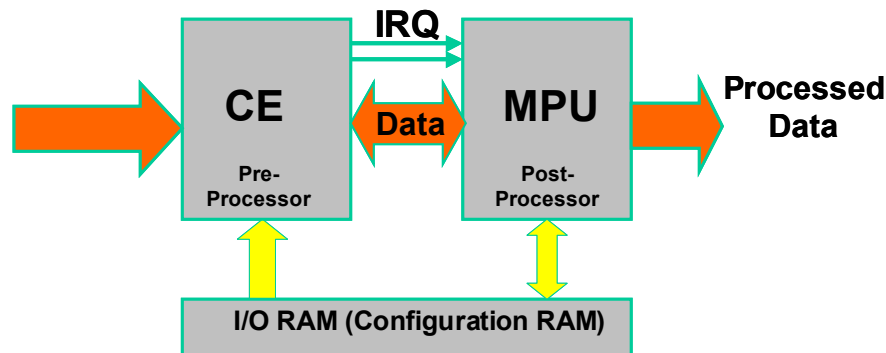 IRQ
CE
Data
MPU
Processed
Data
Pre-
Processor
Post-
Processor
I/O RAM (Configuration RAM)